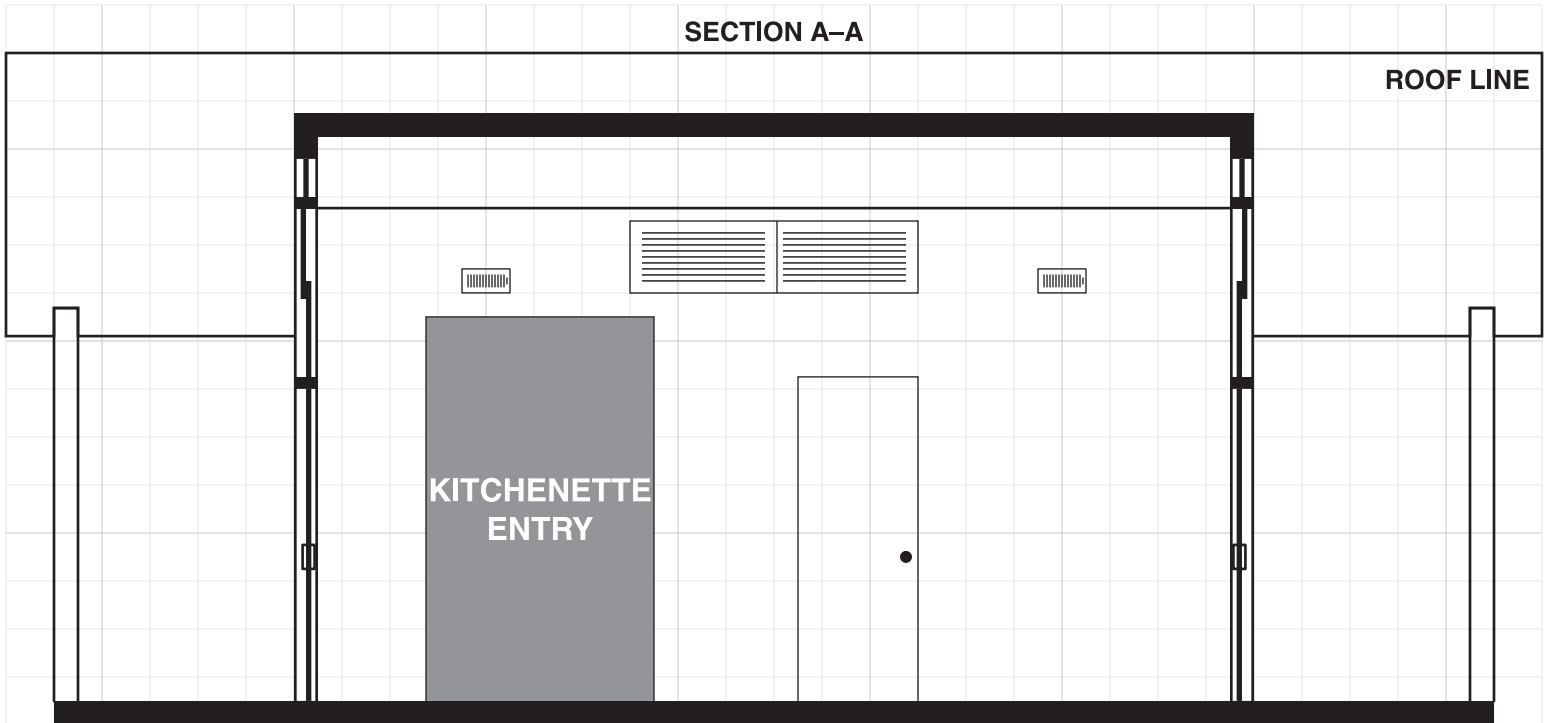 SECTION A–A
ROOF LINE
KITCHENETTE
ENTRY